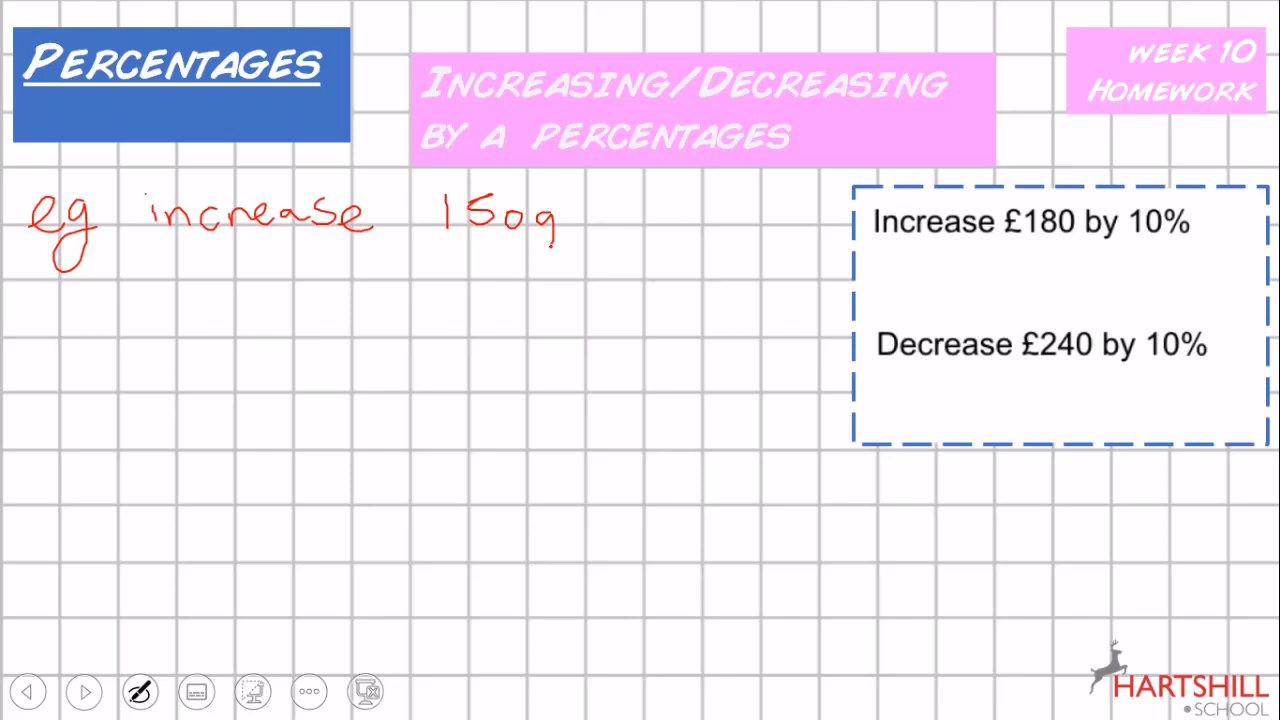 PERCENTAGES
INCREASING/DECREASING
BY A PERCENTAGES
WEEK 10
HOMEWORK
eg increase 150g
Increase £180 by 10%
Decrease £240 by 10%
HARTSHILL
SCHOOL